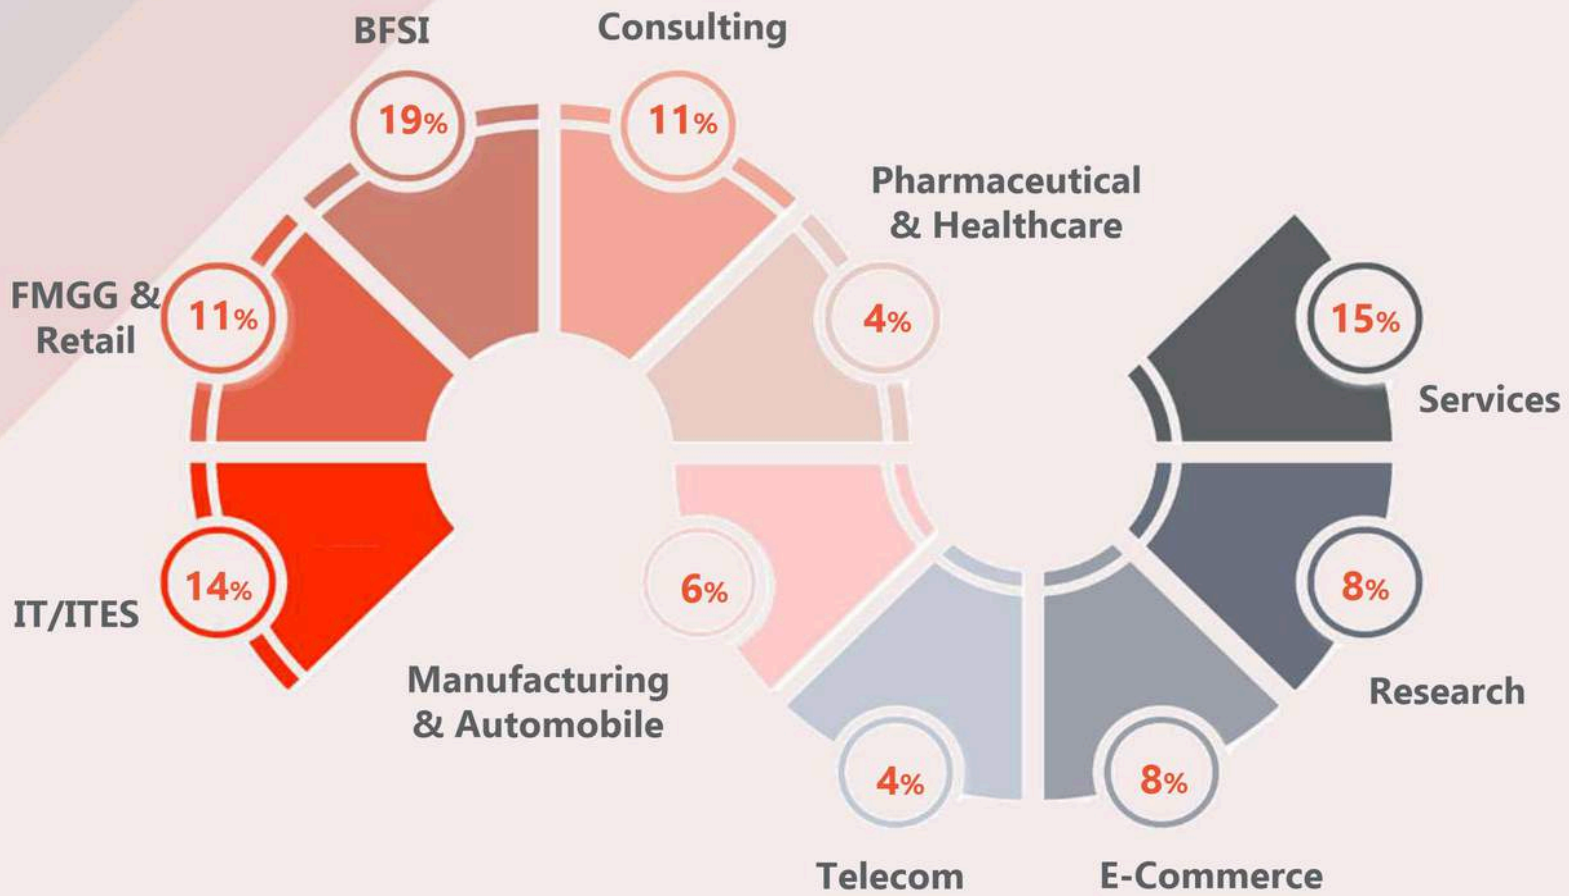 BFSI
19%
Consulting
11%
Pharmaceutical
& Healthcare
4%
FMGG &
Retail
11%
IT/ITES
14%
Manufacturing
& Automobile
6%
Telecom
4%
E-Commerce
8%
Research
8%
Services
15%